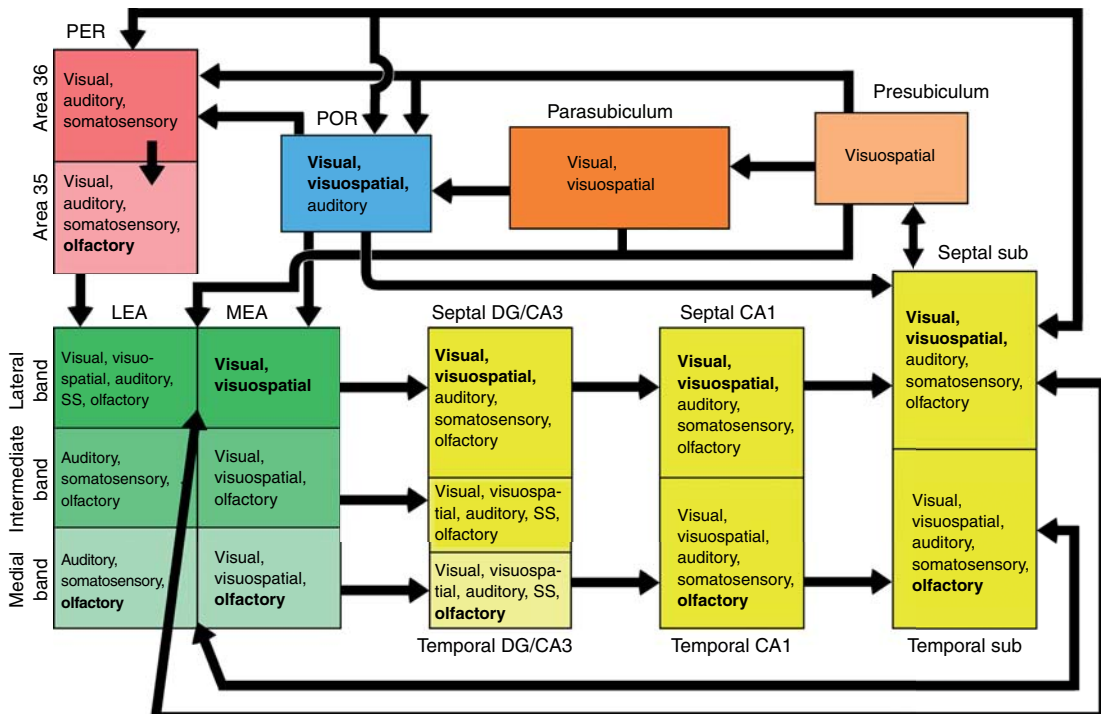 PER
Area 36
Visual,
auditory,
somatosensory
Area 35
Visual,
auditory,
somatosensory,
olfactory
POR
Visual,
visuospatial,
auditory
Parasubiculum
Visual,
visuospatial
Presubiculum
Visuospatial
LEA
MEA
Septal DG/CA3
Septal CA1
Septal sub
Lateral
band
Visual, visuo-
spatial, auditory,
SS, olfactory
Visual,
visuospatial
Visual,
visuospatial,
auditory,
somatosensory,
olfactory
Visual,
visuospatial,
auditory,
somatosensory,
olfactory
Visual,
visuospatial,
auditory,
somatosensory,
olfactory
Intermediate
band
Auditory,
somatosensory,
olfactory
Visual,
visuospatial,
olfactory
Visual, visuospa-
tial, auditory, SS,
olfactory
Medial
band
Auditory,
somatosensory,
olfactory
Visual,
visuospatial,
olfactory
Visual, visuospa-
tial, auditory, SS,
olfactory
Visual,
visuospatial,
auditory,
somatosensory,
olfactory
Visual,
visuospatial,
auditory,
somatosensory,
olfactory
Temporal DG/CA3
Temporal CA1
Temporal sub